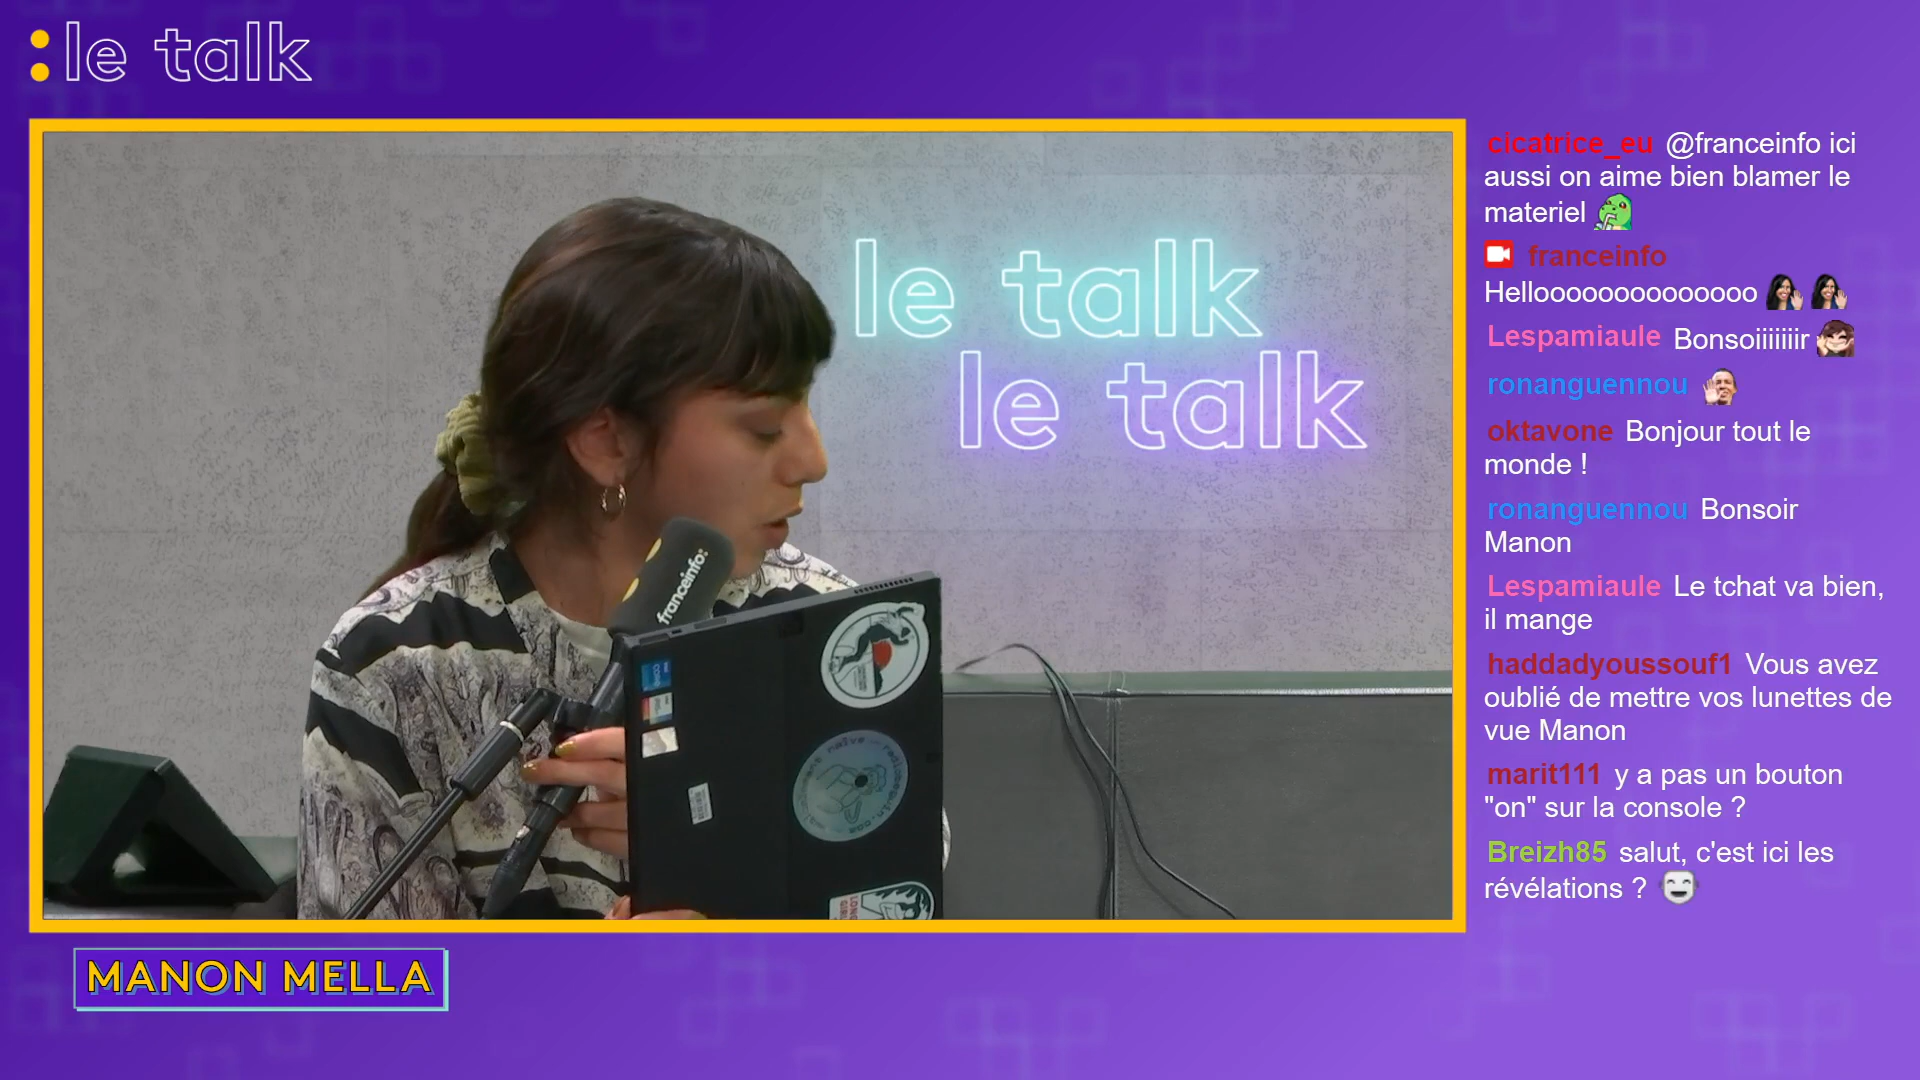 :le talk
le talk
le talk
franceinfo:
MANON MELLA
cicatrice_eu @franceinfo ici
aussi on aime bien blamer le
materiel
franceinfo
Hellooooooooooooooo
Lespamiaule Bonsoiiiiiiir
ronanguennou
oktavone Bonjour tout le
monde !
ronanguennou Bonsoir
Manon
Lespamiaule Le tchat va bien,
il mange
haddadyoussouf1 Vous avez
oublié de mettre vos lunettes de
vue Manon
marit111 y a pas un bouton
"on" sur la console ?
Breizh85 salut, c'est ici les
révélations ?